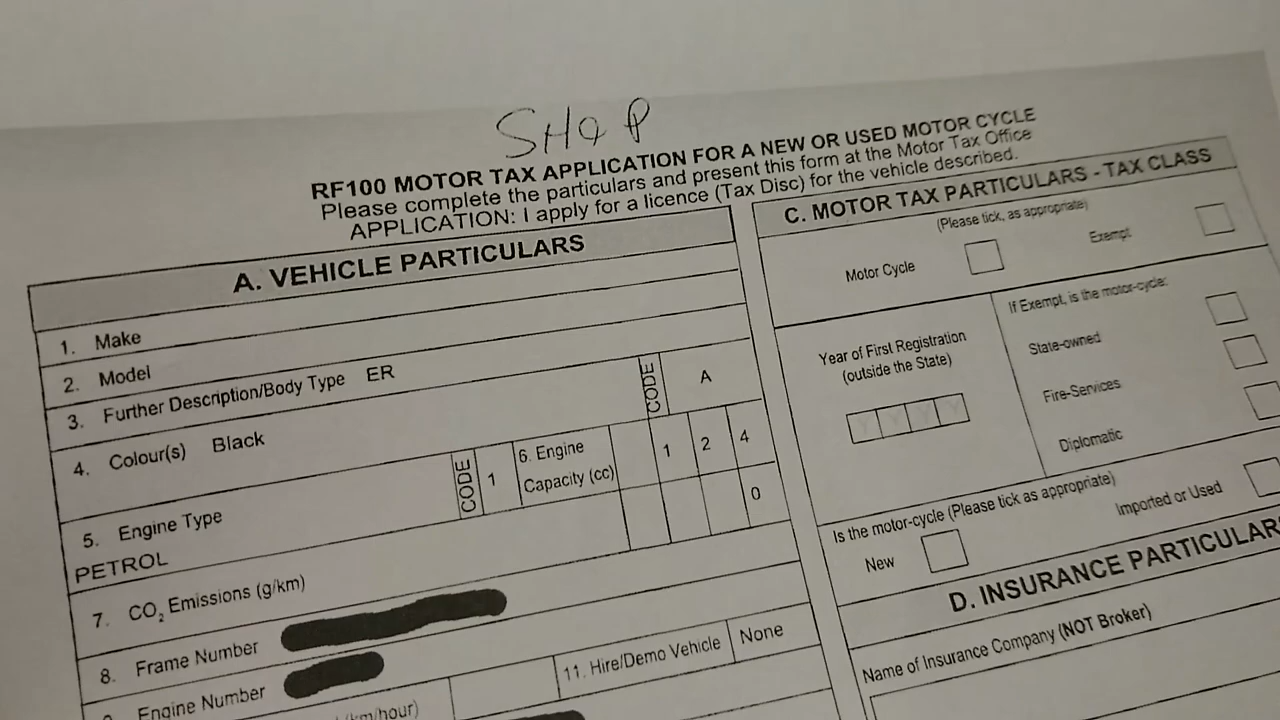 SHOP
RF100 MOTOR TAX APPLICATION FOR A NEW OR USED MOTOR CYCLE
Please complete the particulars and present this form at the Motor Tax Office
APPLICATION: I apply for a licence (Tax Disc) for the vehicle described.
A. VEHICLE PARTICULARS
1. Make
2. Model
3. Further Description/Body Type ER
CODE A
4. Colour(s) Black
CODE 1
6. Engine
Capacity (cc)
1 2 4
5. Engine Type
PETROL
7. CO2 Emissions (g/km)
0
8. Frame Number
Engine Number
11. Hire/Demo Vehicle None
(km/hour)
C. MOTOR TAX PARTICULARS - TAX CLASS
(Please tick, as appropriate)
Motor Cycle
Exempt
Year of First Registration
(outside the State)
Y Y Y Y
If Exempt, is the motor-cycle:
State-owned
Fire-Services
Diplomatic
Is the motor-cycle (Please tick as appropriate)
New
Imported or Used
D. INSURANCE PARTICULAR
Name of Insurance Company (NOT Broker)